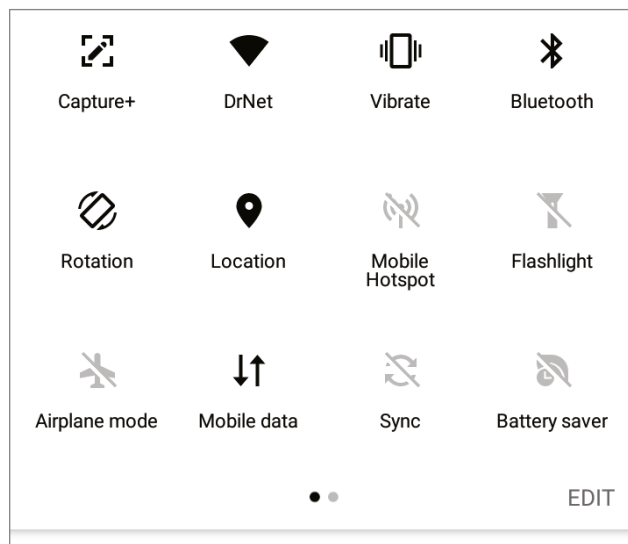 Capture+ DrNet Vibrate Bluetooth
Rotation Location Mobile Hotspot Flashlight
Airplane mode Mobile data Sync Battery saver
EDIT